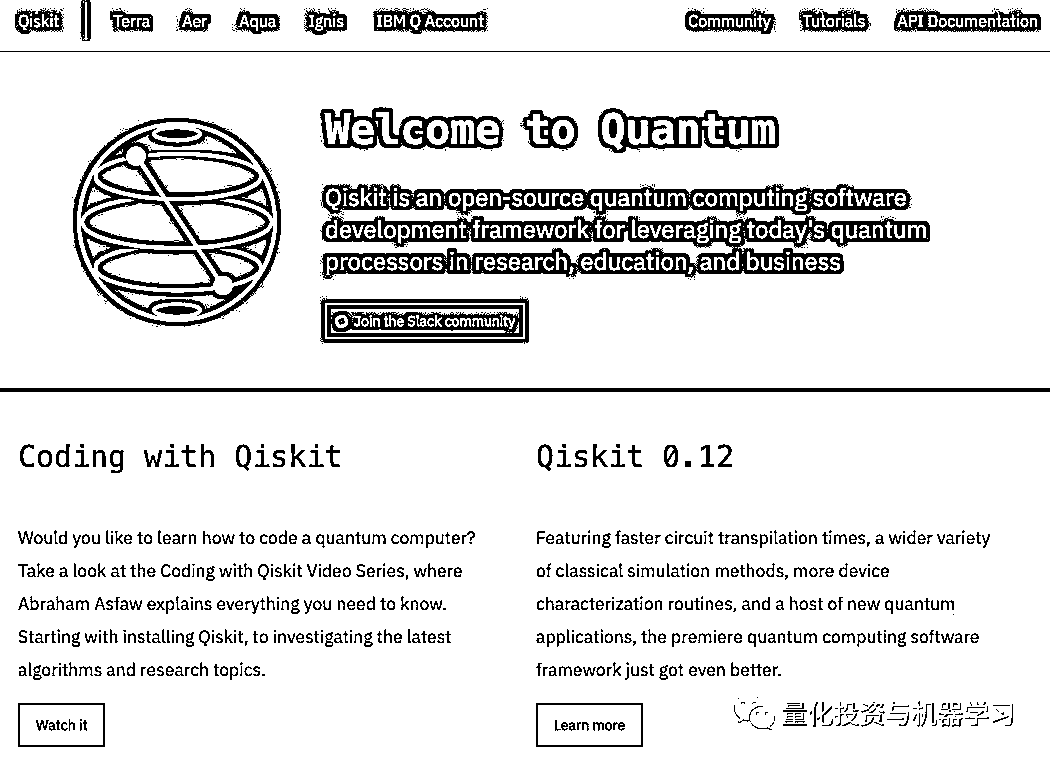 Qiskit Terra Aer Aqua Ignis IBM Q Account Community Tutorials API Documentation
Welcome to Quantum
Qiskit is an open-source quantum computing software
development framework for leveraging today's quantum
processors in research, education, and business
Join the Slack community
Coding with Qiskit
Would you like to learn how to code a quantum computer?
Take a look at the Coding with Qiskit Video Series, where
Abraham Asfaw explains everything you need to know.
Starting with installing Qiskit, to investigating the latest
algorithms and research topics.
Watch it
Qiskit 0.12
Featuring faster circuit transpilation times, a wider variety
of classical simulation methods, more device
characterization routines, and a host of new quantum
applications, the premiere quantum computing software
framework just got even better.
Learn more
量化投资与机器学习